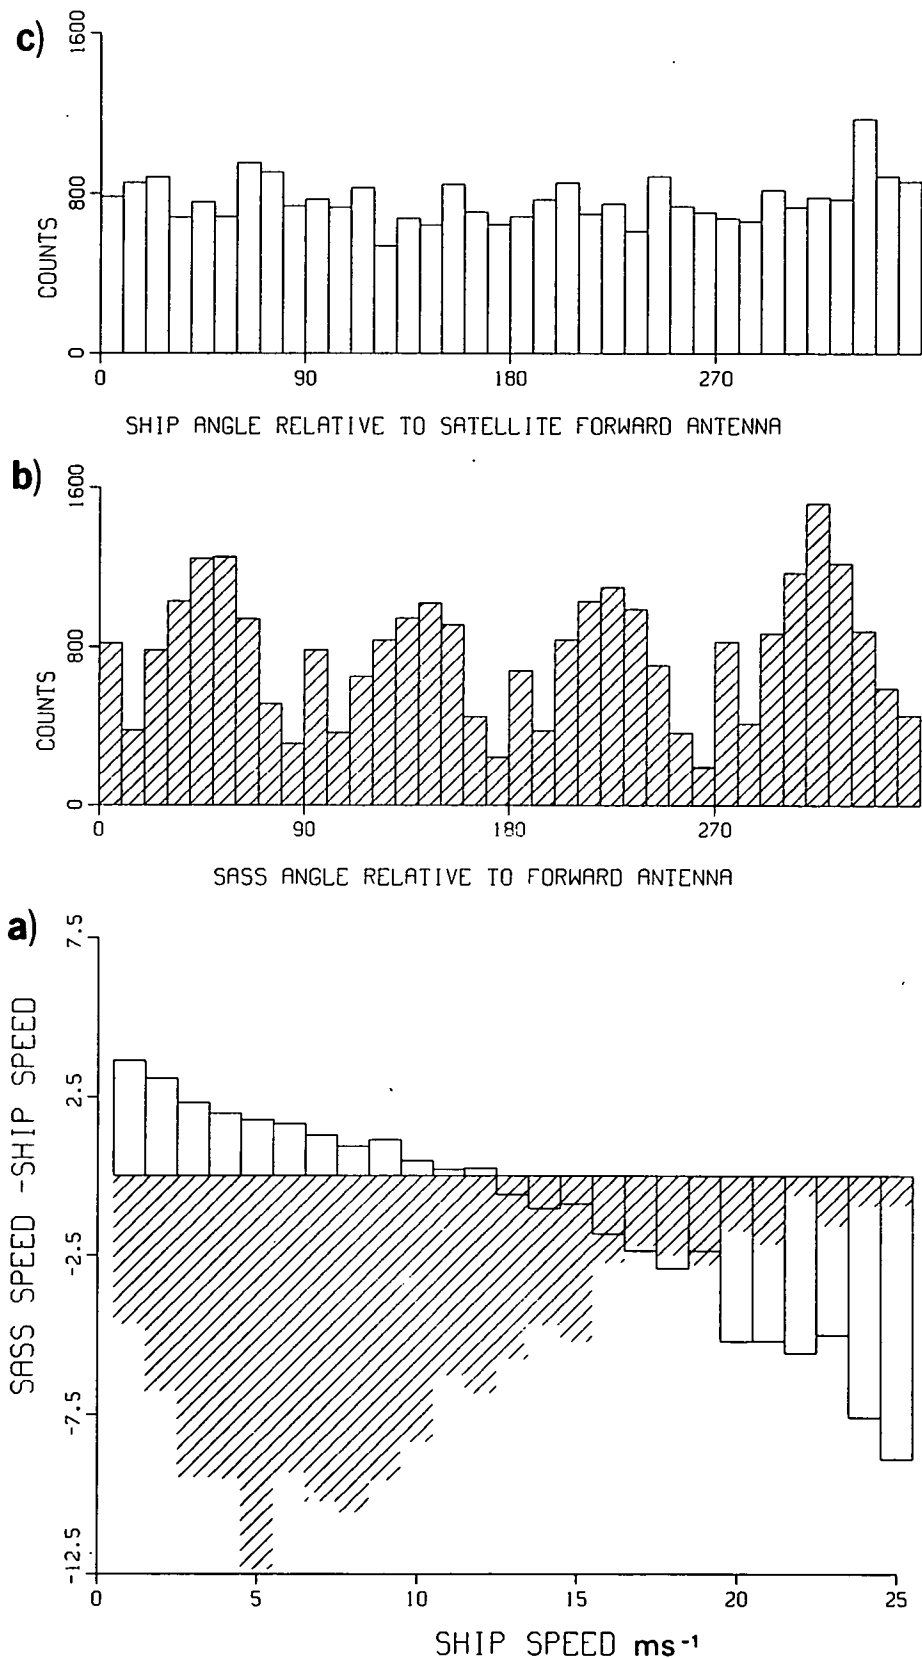 c)
1600
800
0
COUNTS
0 90 180 270
SHIP ANGLE RELATIVE TO SATELLITE FORWARD ANTENNA
b)
1600
800
0
COUNTS
0 90 180 270
SASS ANGLE RELATIVE TO FORWARD ANTENNA
a)
7.5
2.5
-2.5
-7.5
-12.5
SASS SPEED -SHIP SPEED
0 5 10 15 20 25
SHIP SPEED ms⁻¹